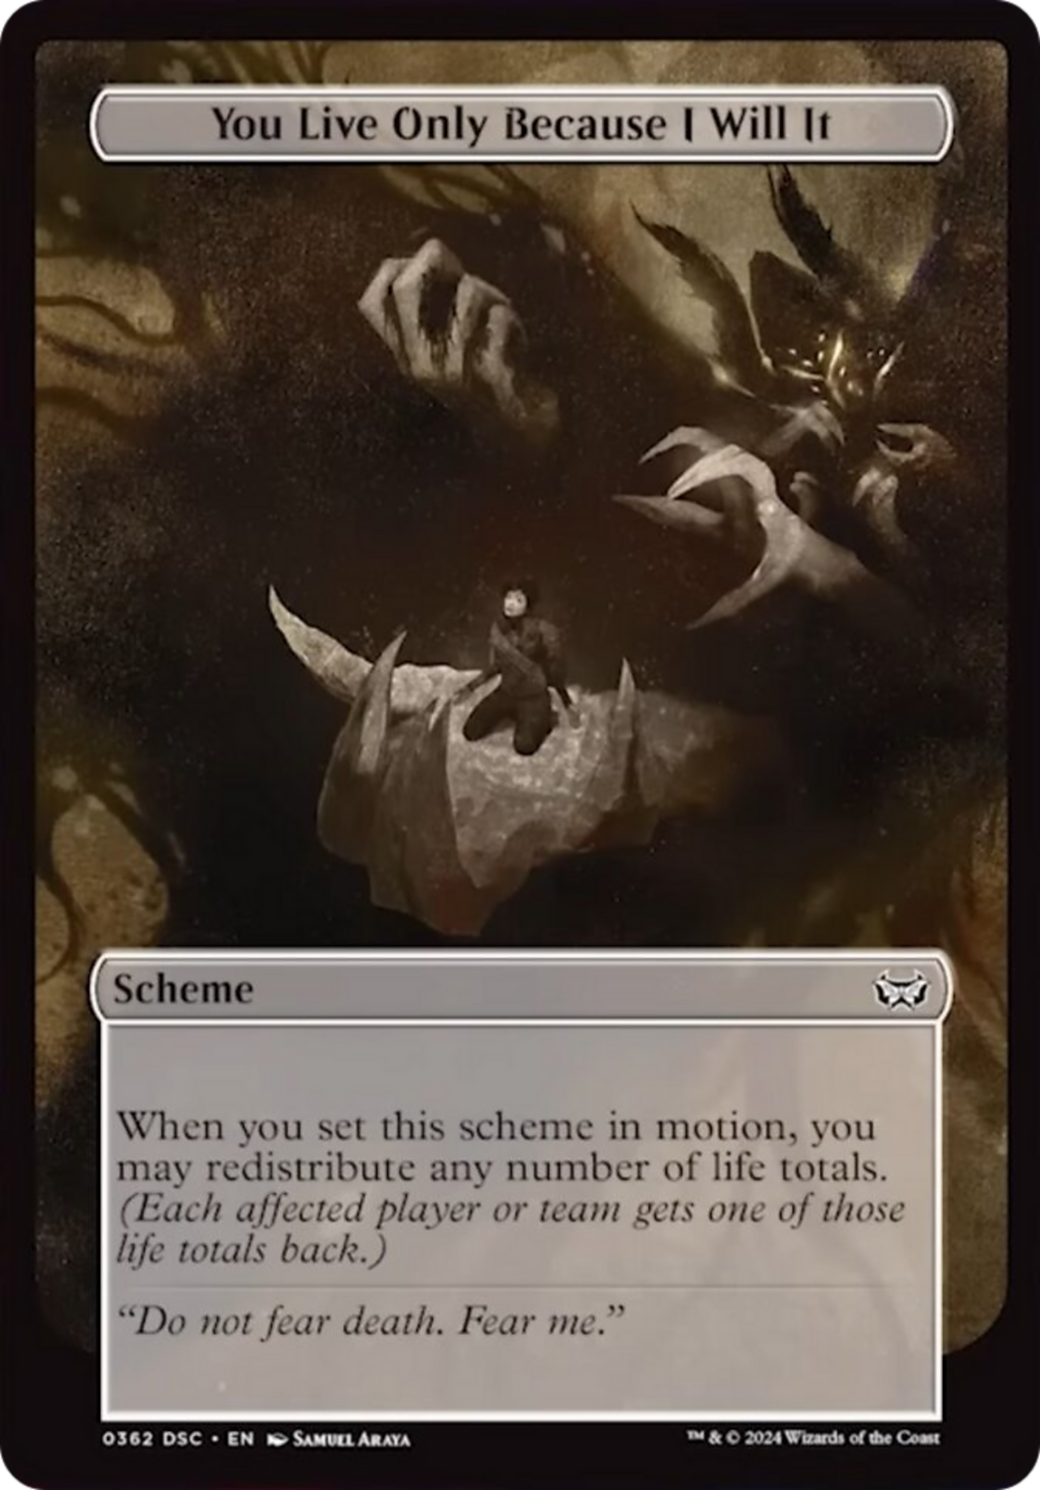 You Live Only Because I Will It
Scheme
When you set this scheme in motion, you
may redistribute any number of life totals.
(Each affected player or team gets one of those
life totals back.)
“Do not fear death. Fear me.”
0362 DSC • EN Samuel Araya
™ & © 2024 Wizards of the Coast